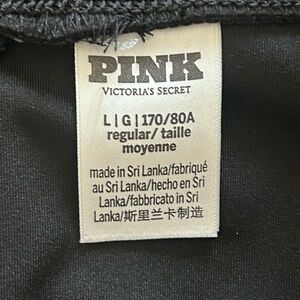 PINK
VICTORIA'S SECRET
L|G|170/80A
regular/taille
moyenne
made in Sri Lanka/fabriqué
au Sri Lanka/hecho en Sri
Lanka/fabbricato in Sri
Lanka/斯里兰卡制造